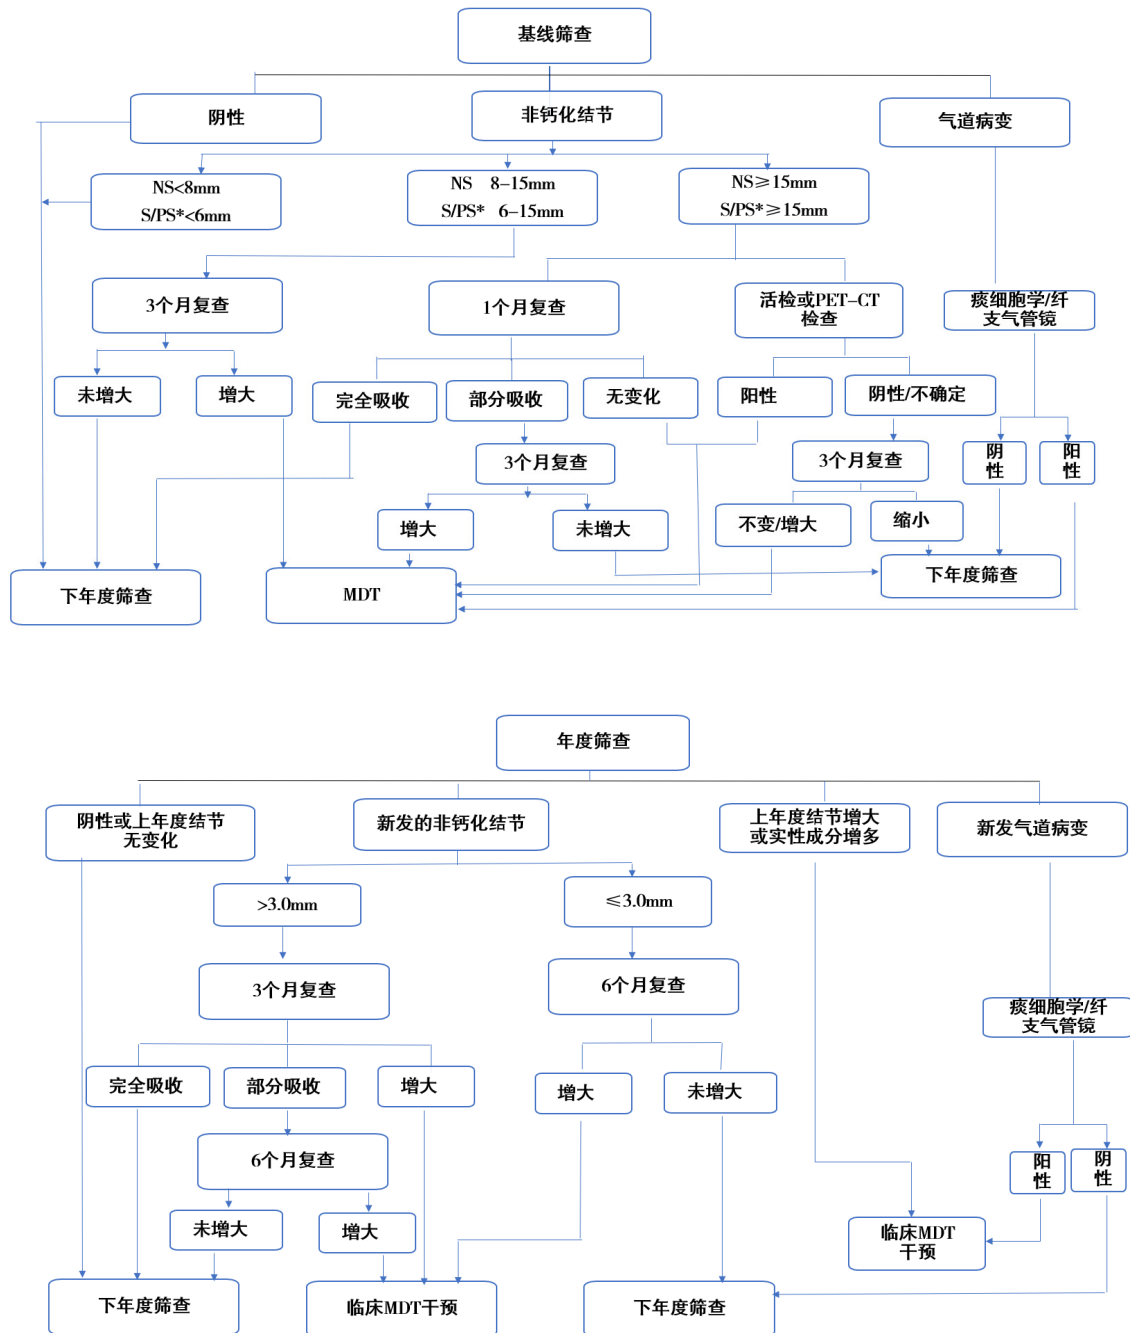 基线筛查
阴性
非钙化结节
气道病变
NS<8mm
S/PS*<6mm
NS 8-15mm
S/PS* 6-15mm
NS≥15mm
S/PS*≥15mm
3个月复查
1个月复查
活检或PET-CT
检查
痰细胞学/纤
支气管镜
未增大
增大
完全吸收
部分吸收
无变化
阳性
阴性/不确定
3个月复查
3个月复查
阴
性
阳
性
增大
未增大
不变/增大
缩小
下年度筛查
MDT
下年度筛查
年度筛查
阴性或上年度结节
无变化
新发的非钙化结节
上年度结节增大
或实性成分增多
新发气道病变
>3.0mm
≤3.0mm
3个月复查
6个月复查
痰细胞学/纤
支气管镜
完全吸收
部分吸收
增大
增大
未增大
6个月复查
阳
性
阴
性
未增大
增大
临床MDT
干预
下年度筛查
临床MDT干预
下年度筛查